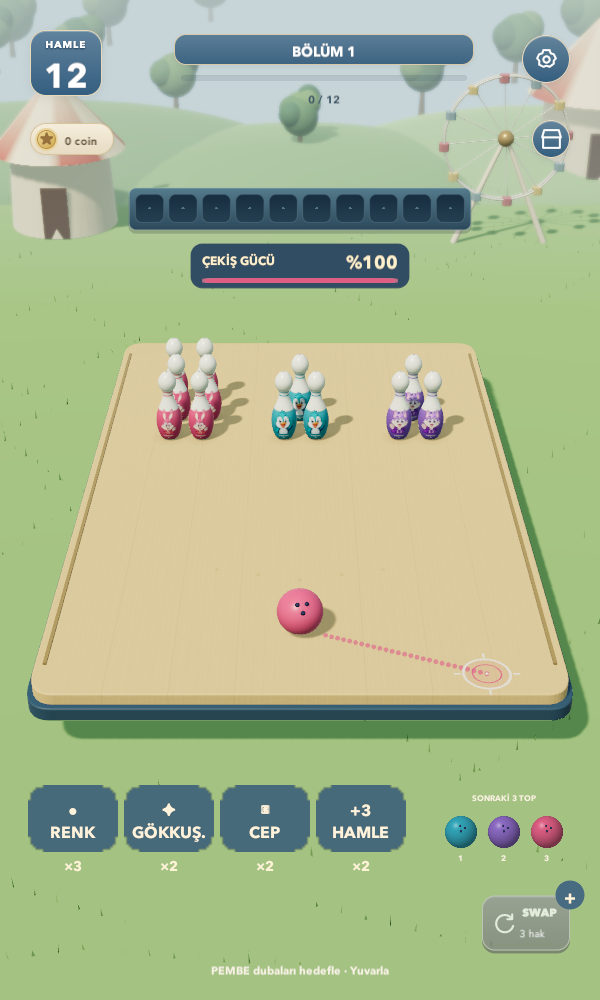 HAMLE
12
BÖLÜM 1
0 / 12
0 coin
ÇEKİŞ GÜCÜ %100
RENK
×3
GÖKKUŞ.
×2
CEP
×2
+3
HAMLE
×2
SONRAKİ 3 TOP
1 2 3
+
SWAP
3 hak
PEMBE dubaları hedefle · Yuvarla